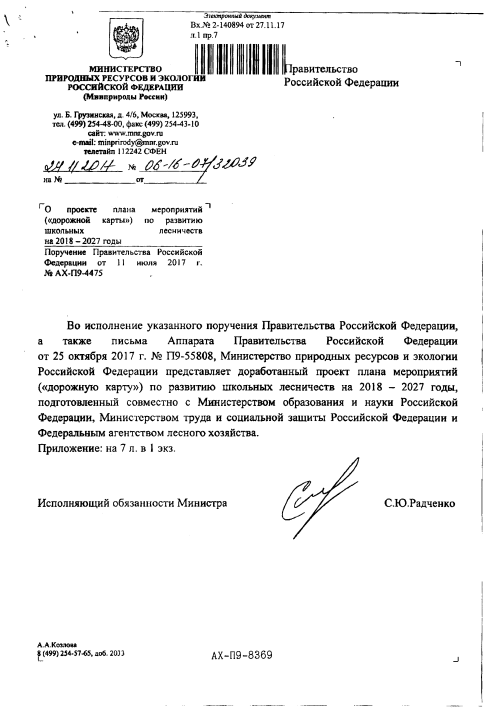 Электронный документ
Вх.№ 2-140894 от 27.11.17
л.1 пр.7
МИНИСТЕРСТВО
ПРИРОДНЫХ РЕСУРСОВ И ЭКОЛОГИИ
РОССИЙСКОЙ ФЕДЕРАЦИИ
(Минприроды России)
ул. Б. Грузинская, д. 4/6, Москва, 125993,
тел. (499) 254-48-00, факс (499) 254-43-10
сайт: www.mnr.gov.ru
e-mail: minprirody@mnr.gov.ru
телетайп 112242 СФЕН
24.11.2017 № 06-16-07/32039
на № от
Правительство
Российской Федерации
О проекте плана мероприятий
(«дорожной карты») по развитию
школьных лесничеств
на 2018 – 2027 годы
Поручение Правительства Российской
Федерации от 11 июля 2017 г.
№ АХ-П9-4475
Во исполнение указанного поручения Правительства Российской Федерации,
а также письма Аппарата Правительства Российской Федерации
от 25 октября 2017 г. № П9-55808, Министерство природных ресурсов и экологии
Российской Федерации представляет доработанный проект плана мероприятий
(«дорожную карту») по развитию школьных лесничеств на 2018 – 2027 годы,
подготовленный совместно с Министерством образования и науки Российской
Федерации, Министерством труда и социальной защиты Российской Федерации и
Федеральным агентством лесного хозяйства.
Приложение: на 7 л. в 1 экз.
Исполняющий обязанности Министра С.Ю.Радченко
А.А.Козлова
8 (499) 254-57-65, доб. 2033
АХ-П9-8369